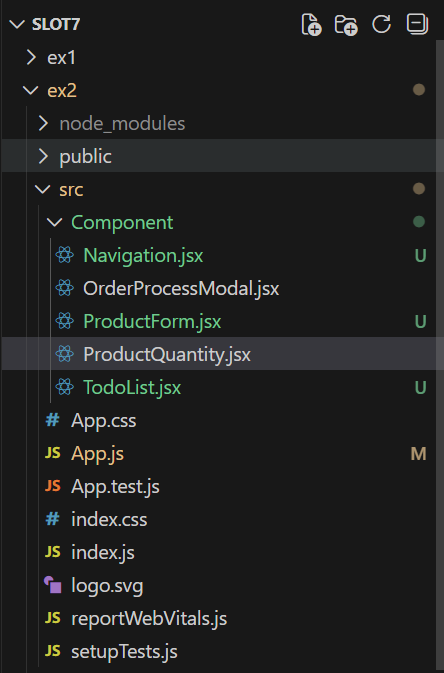 SLOT7
ex1
ex2
node_modules
public
src
Component
Navigation.jsx U
OrderProcessModal.jsx
ProductForm.jsx U
ProductQuantity.jsx
TodoList.jsx U
# App.css
JS App.js M
JS App.test.js
# index.css
JS index.js
logo.svg
JS reportWebVitals.js
JS setupTests.js